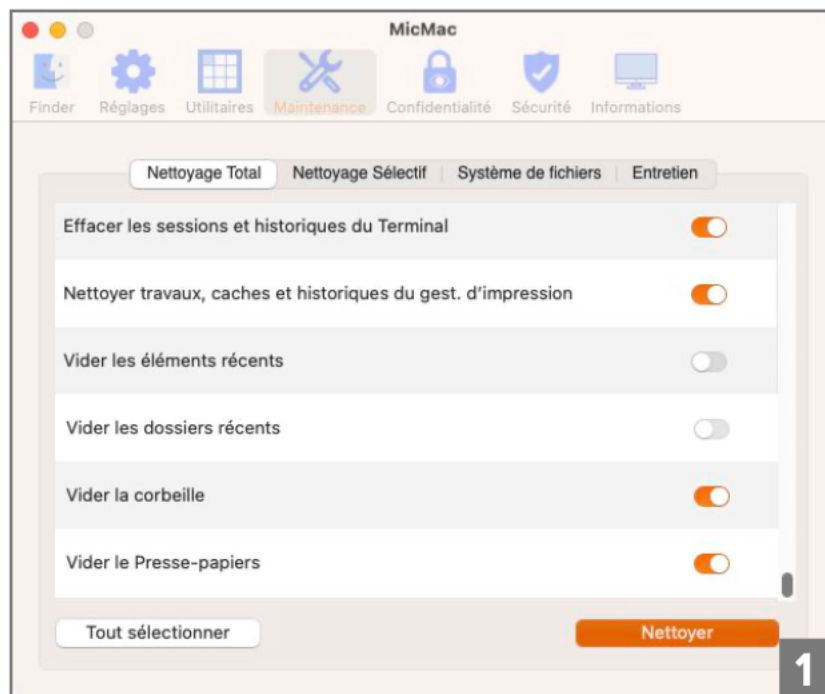 MicMac
Finder Réglages Utilitaires Maintenance Confidentialité Sécurité Informations
Nettoyage Total Nettoyage Sélectif Système de fichiers Entretien
Effacer les sessions et historiques du Terminal
Nettoyer travaux, caches et historiques du gest. d’impression
Vider les éléments récents
Vider les dossiers récents
Vider la corbeille
Vider le Presse-papiers
Tout sélectionner Nettoyer
1